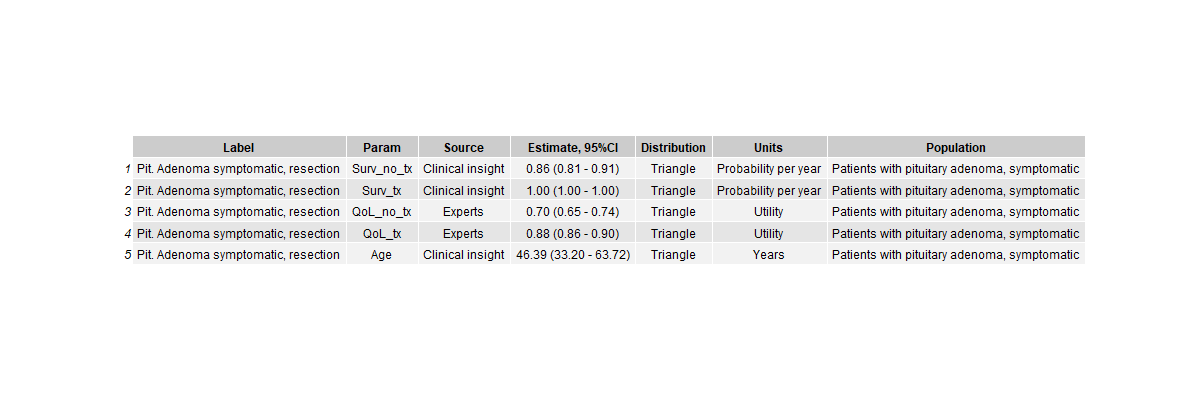 Label Param Source Estimate, 95%CI Distribution Units Population
1 Pit. Adenoma symptomatic, resection Surv_no_tx Clinical insight 0.86 (0.81 - 0.91) Triangle Probability per year Patients with pituitary adenoma, symptomatic
2 Pit. Adenoma symptomatic, resection Surv_tx Clinical insight 1.00 (1.00 - 1.00) Triangle Probability per year Patients with pituitary adenoma, symptomatic
3 Pit. Adenoma symptomatic, resection QoL_no_tx Experts 0.70 (0.65 - 0.74) Triangle Utility Patients with pituitary adenoma, symptomatic
4 Pit. Adenoma symptomatic, resection QoL_tx Experts 0.88 (0.86 - 0.90) Triangle Utility Patients with pituitary adenoma, symptomatic
5 Pit. Adenoma symptomatic, resection Age Clinical insight 46.39 (33.20 - 63.72) Triangle Years Patients with pituitary adenoma, symptomatic